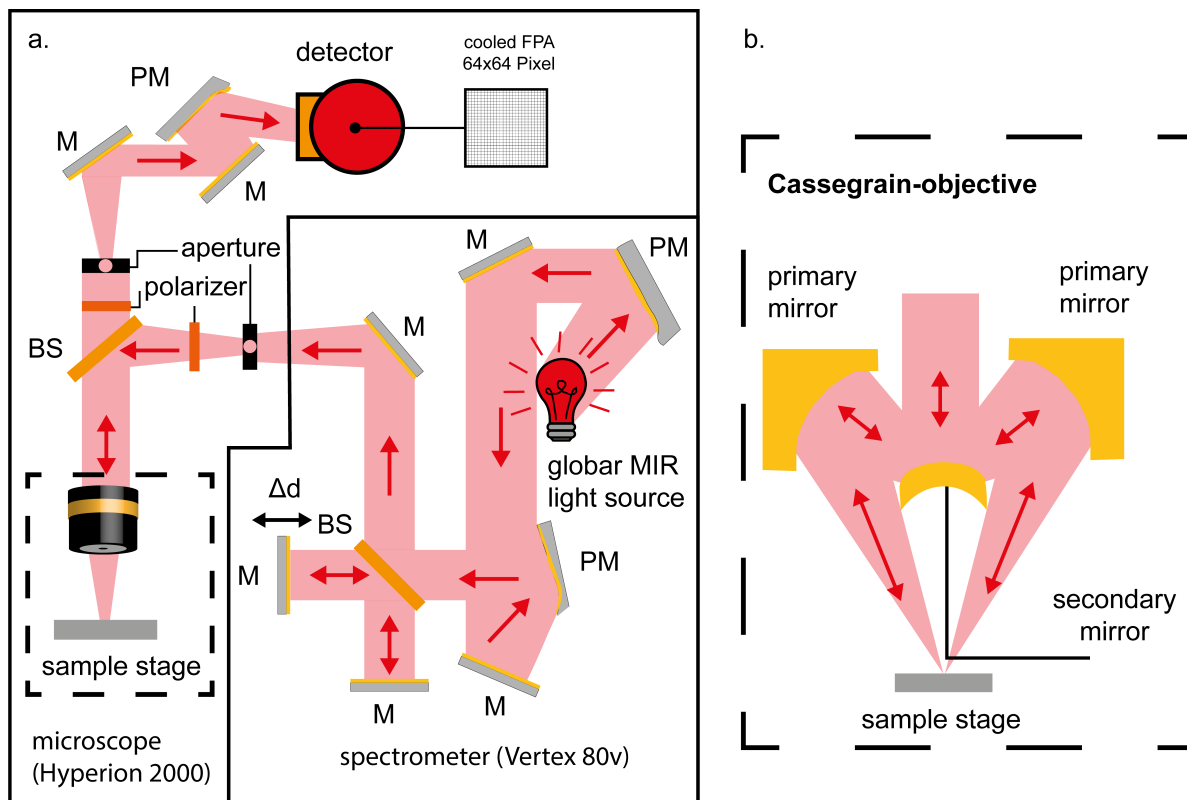 a.
PM
detector
cooled FPA
64x64 Pixel
M
M
aperture
polarizer
BS
M
M
PM
globar MIR
light source
Δd
BS
M
PM
M
M
sample stage
microscope
(Hyperion 2000)
spectrometer (Vertex 80v)
b.
Cassegrain-objective
primary
mirror
primary
mirror
secondary
mirror
sample stage